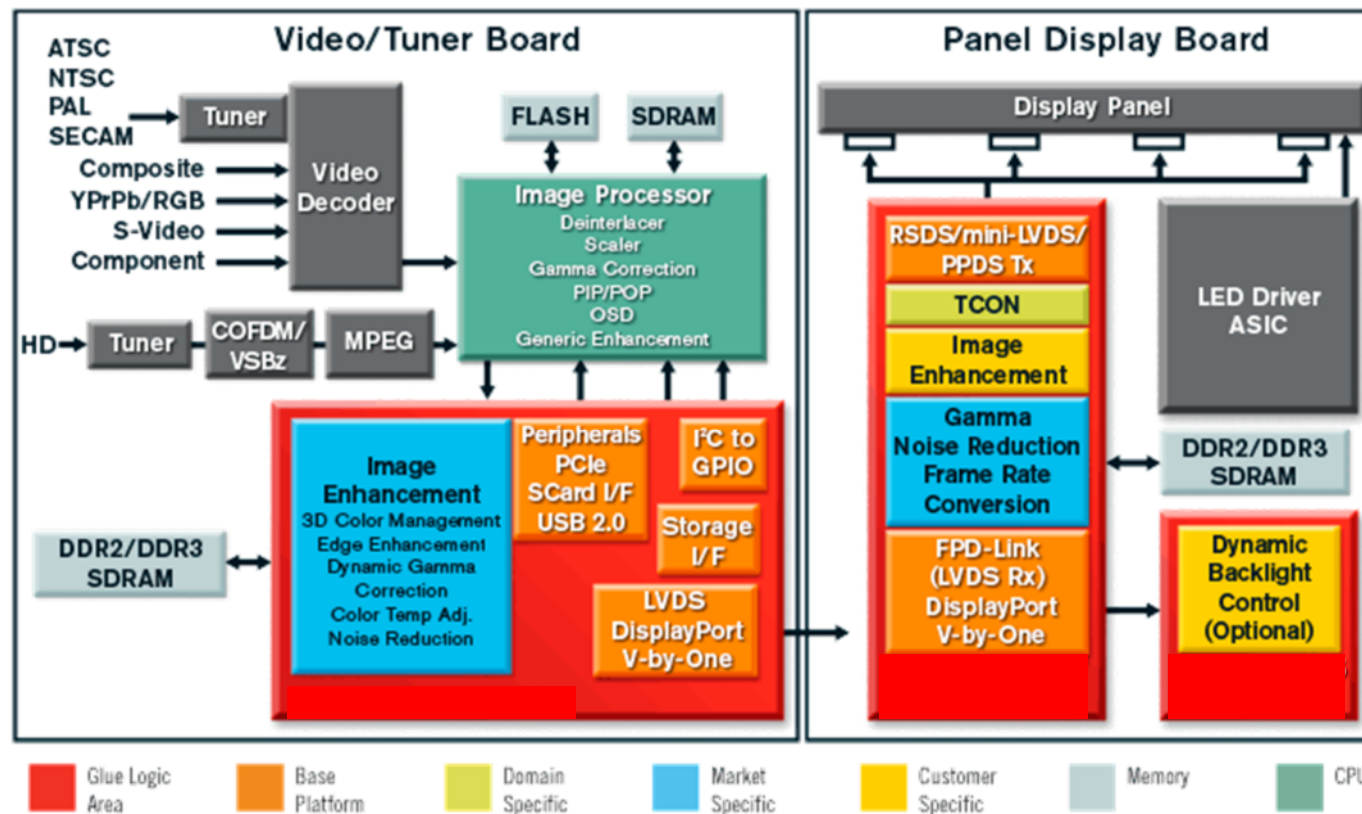 Video/Tuner Board
ATSC
NTSC
PAL
SECAM
Tuner
Composite
YPrPb/RGB
S-Video
Component
Video
Decoder
FLASH
SDRAM
Image Processor
Deinterlacer
Scaler
Gamma Correction
PIP/POP
OSD
Generic Enhancement
HD
Tuner
COFDM/
VSBz
MPEG
Image
Enhancement
3D Color Management
Edge Enhancement
Dynamic Gamma
Correction
Color Temp Adj.
Noise Reduction
Peripherals
PCIe
SCard I/F
USB 2.0
I²C to
GPIO
Storage
I/F
LVDS
DisplayPort
V-by-One
DDR2/DDR3
SDRAM
Panel Display Board
Display Panel
RSDS/mini-LVDS/
PPDS Tx
TCON
Image
Enhancement
Gamma
Noise Reduction
Frame Rate
Conversion
FPD-Link
(LVDS Rx)
DisplayPort
V-by-One
LED Driver
ASIC
DDR2/DDR3
SDRAM
Dynamic
Backlight
Control
(Optional)
Glue Logic
Area
Base
Platform
Domain
Specific
Market
Specific
Customer
Specific
Memory
CPU